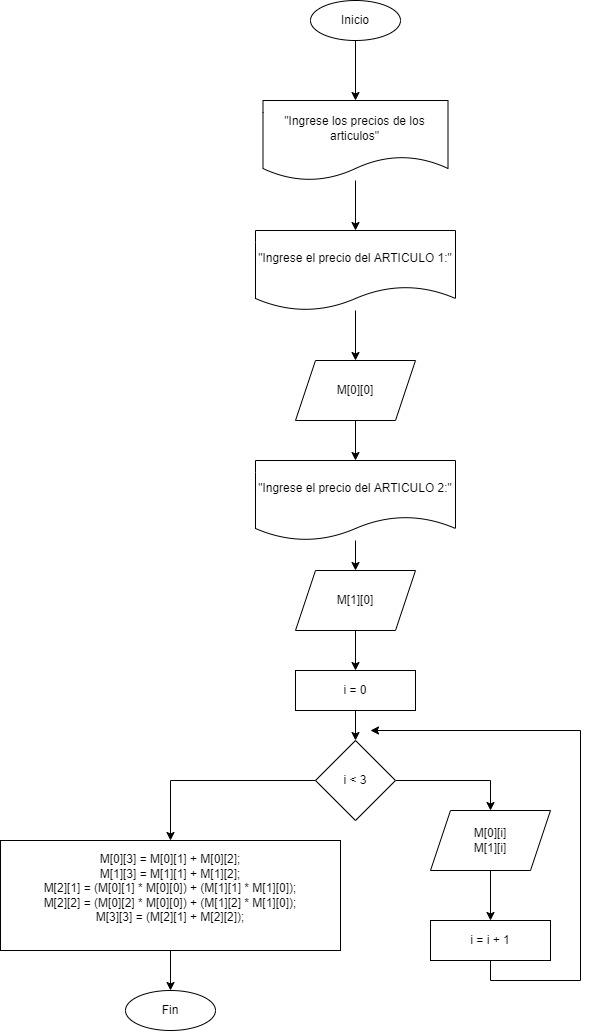 Inicio
"Ingrese los precios de los
articulos"
"Ingrese el precio del ARTICULO 1:"
M[0][0]
"Ingrese el precio del ARTICULO 2:"
M[1][0]
i = 0
i < 3
M[0][i]
M[1][i]
i = i + 1
M[0][3] = M[0][1] + M[0][2];
M[1][3] = M[1][1] + M[1][2];
M[2][1] = (M[0][1] * M[0][0]) + (M[1][1] * M[1][0]);
M[2][2] = (M[0][2] * M[0][0]) + (M[1][2] * M[1][0]);
M[3][3] = (M[2][1] + M[2][2]);
Fin